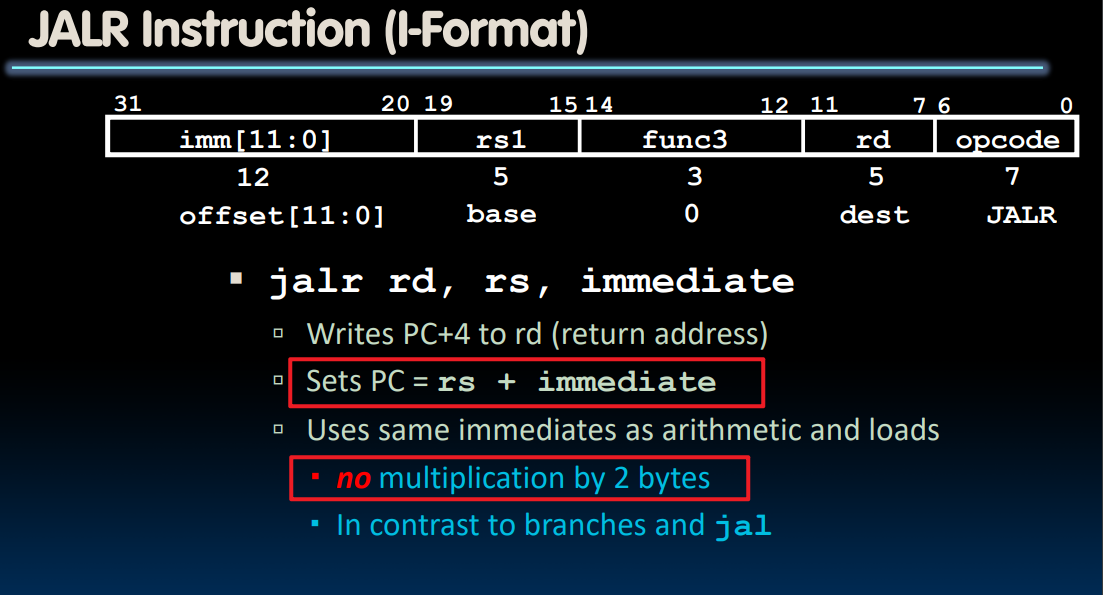 JALR Instruction (I-Format)
31 20 19 15 14 12 11 7 6 0
imm[11:0] rs1 func3 rd opcode
12 5 3 5 7
offset[11:0] base 0 dest JALR
jalr rd, rs, immediate
Writes PC+4 to rd (return address)
Sets PC = rs + immediate
Uses same immediates as arithmetic and loads
no multiplication by 2 bytes
In contrast to branches and jal